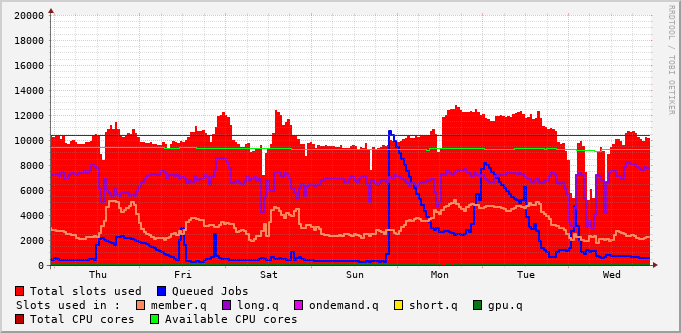 RRDTOOL / TOBI OETIKER
20000
18000
16000
14000
12000
10000
8000
6000
4000
2000
0
Thu Fri Sat Sun Mon Tue Wed
Total slots used Queued Jobs
Slots used in : member.q long.q ondemand.q short.q gpu.q
Total CPU cores Available CPU cores